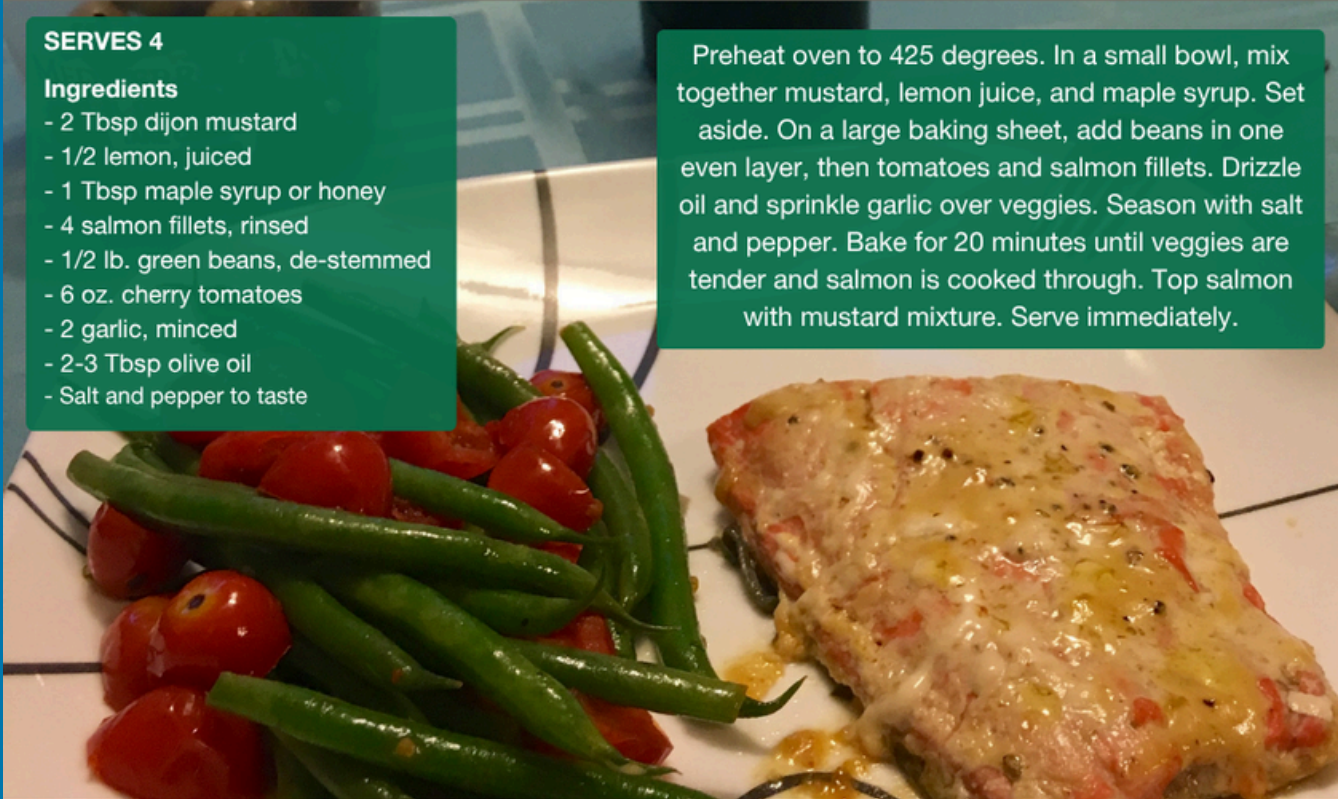 SERVES 4
Ingredients
- 2 Tbsp dijon mustard
- 1/2 lemon, juiced
- 1 Tbsp maple syrup or honey
- 4 salmon fillets, rinsed
- 1/2 lb. green beans, de-stemmed
- 6 oz. cherry tomatoes
- 2 garlic, minced
- 2-3 Tbsp olive oil
- Salt and pepper to taste
Preheat oven to 425 degrees. In a small bowl, mix
together mustard, lemon juice, and maple syrup. Set
aside. On a large baking sheet, add beans in one
even layer, then tomatoes and salmon fillets. Drizzle
oil and sprinkle garlic over veggies. Season with salt
and pepper. Bake for 20 minutes until veggies are
tender and salmon is cooked through. Top salmon
with mustard mixture. Serve immediately.